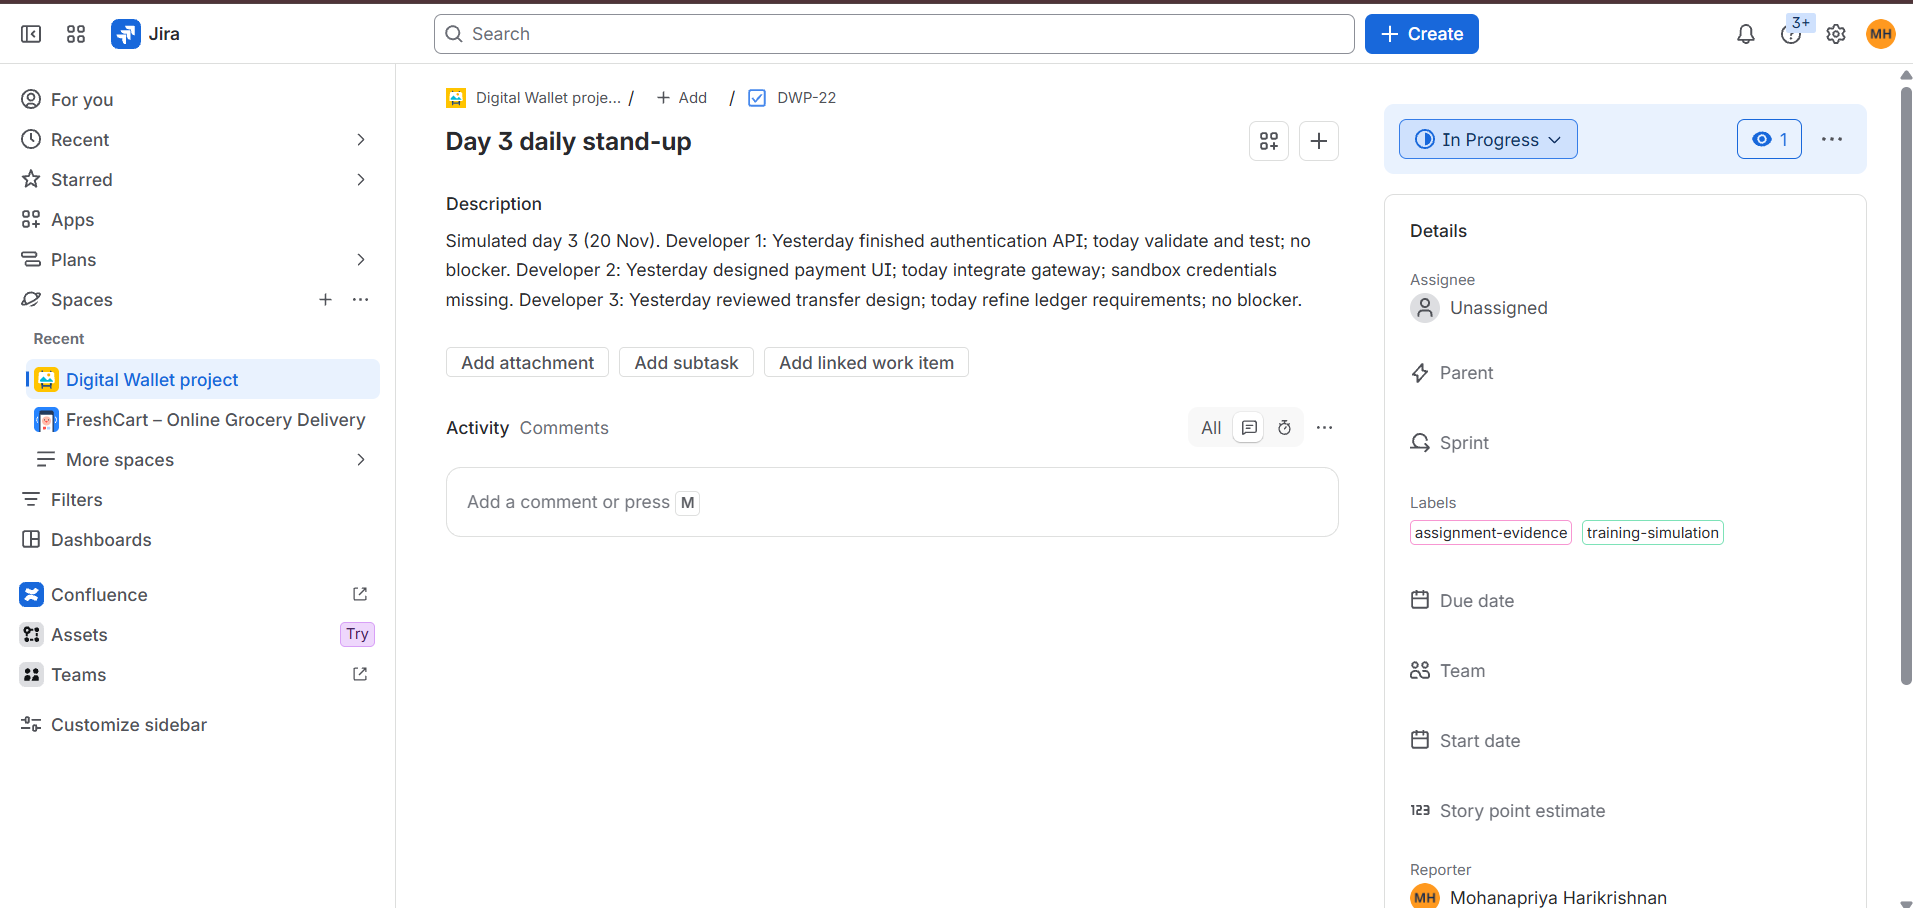 Jira
Search
Create
3+
MH
For you
Recent
Starred
Apps
Plans
Spaces
Recent
Digital Wallet project
FreshCart – Online Grocery Delivery
More spaces
Filters
Dashboards
Confluence
Assets
Try
Teams
Customize sidebar
Digital Wallet proje... / Add / DWP-22
Day 3 daily stand-up
Description
Simulated day 3 (20 Nov). Developer 1: Yesterday finished authentication API; today validate and test; no
blocker. Developer 2: Yesterday designed payment UI; today integrate gateway; sandbox credentials
missing. Developer 3: Yesterday reviewed transfer design; today refine ledger requirements; no blocker.
Add attachment Add subtask Add linked work item
Activity Comments
All
Add a comment or press M
In Progress
1
Details
Assignee
Unassigned
Parent
Sprint
Labels
assignment-evidence training-simulation
Due date
Team
Start date
123 Story point estimate
Reporter
MH Mohanapriya Harikrishnan